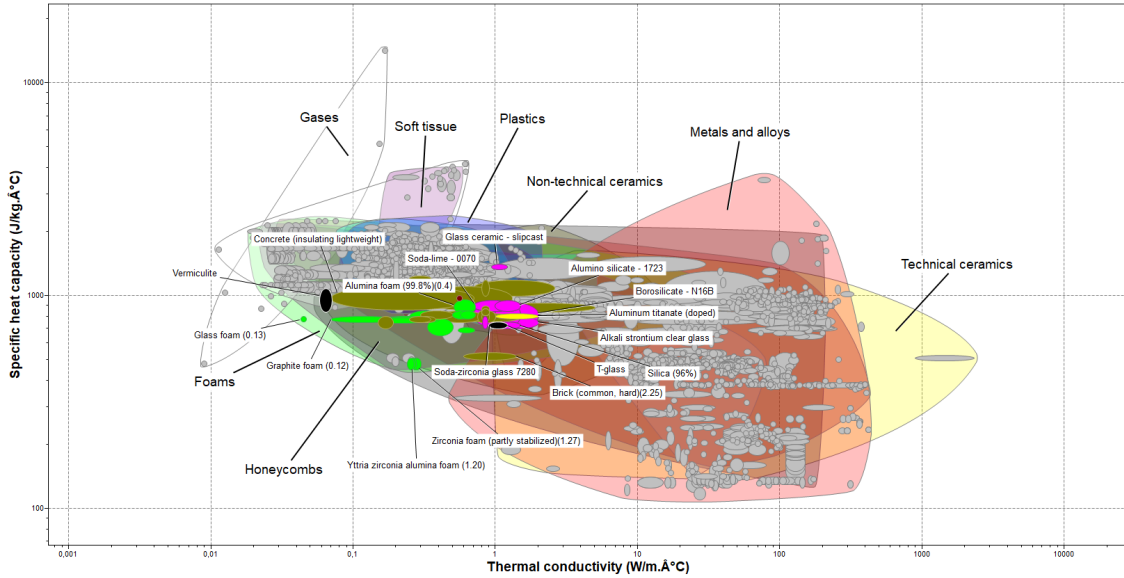 Specific heat capacity (J/kg.Â°C)
10000
1000
100
Gases
Soft tissue
Plastics
Metals and alloys
Non-technical ceramics
Technical ceramics
Concrete (insulating lightweight)
Glass ceramic - slipcast
Soda-lime - 0070
Vermiculite
Alumino silicate - 1723
Alumina foam (99.8%)(0.4)
Borosilicate - N16B
Aluminum titanate (doped)
Glass foam (0.13)
Alkali strontium clear glass
Graphite foam (0.12)
T-glass
Silica (96%)
Soda-zirconia glass 7280
Foams
Brick (common, hard)(2.25)
Zirconia foam (partly stabilized)(1.27)
Yttria zirconia alumina foam (1.20)
Honeycombs
0,001
0,01
0,1
1
10
100
1000
10000
Thermal conductivity (W/m.Â°C)